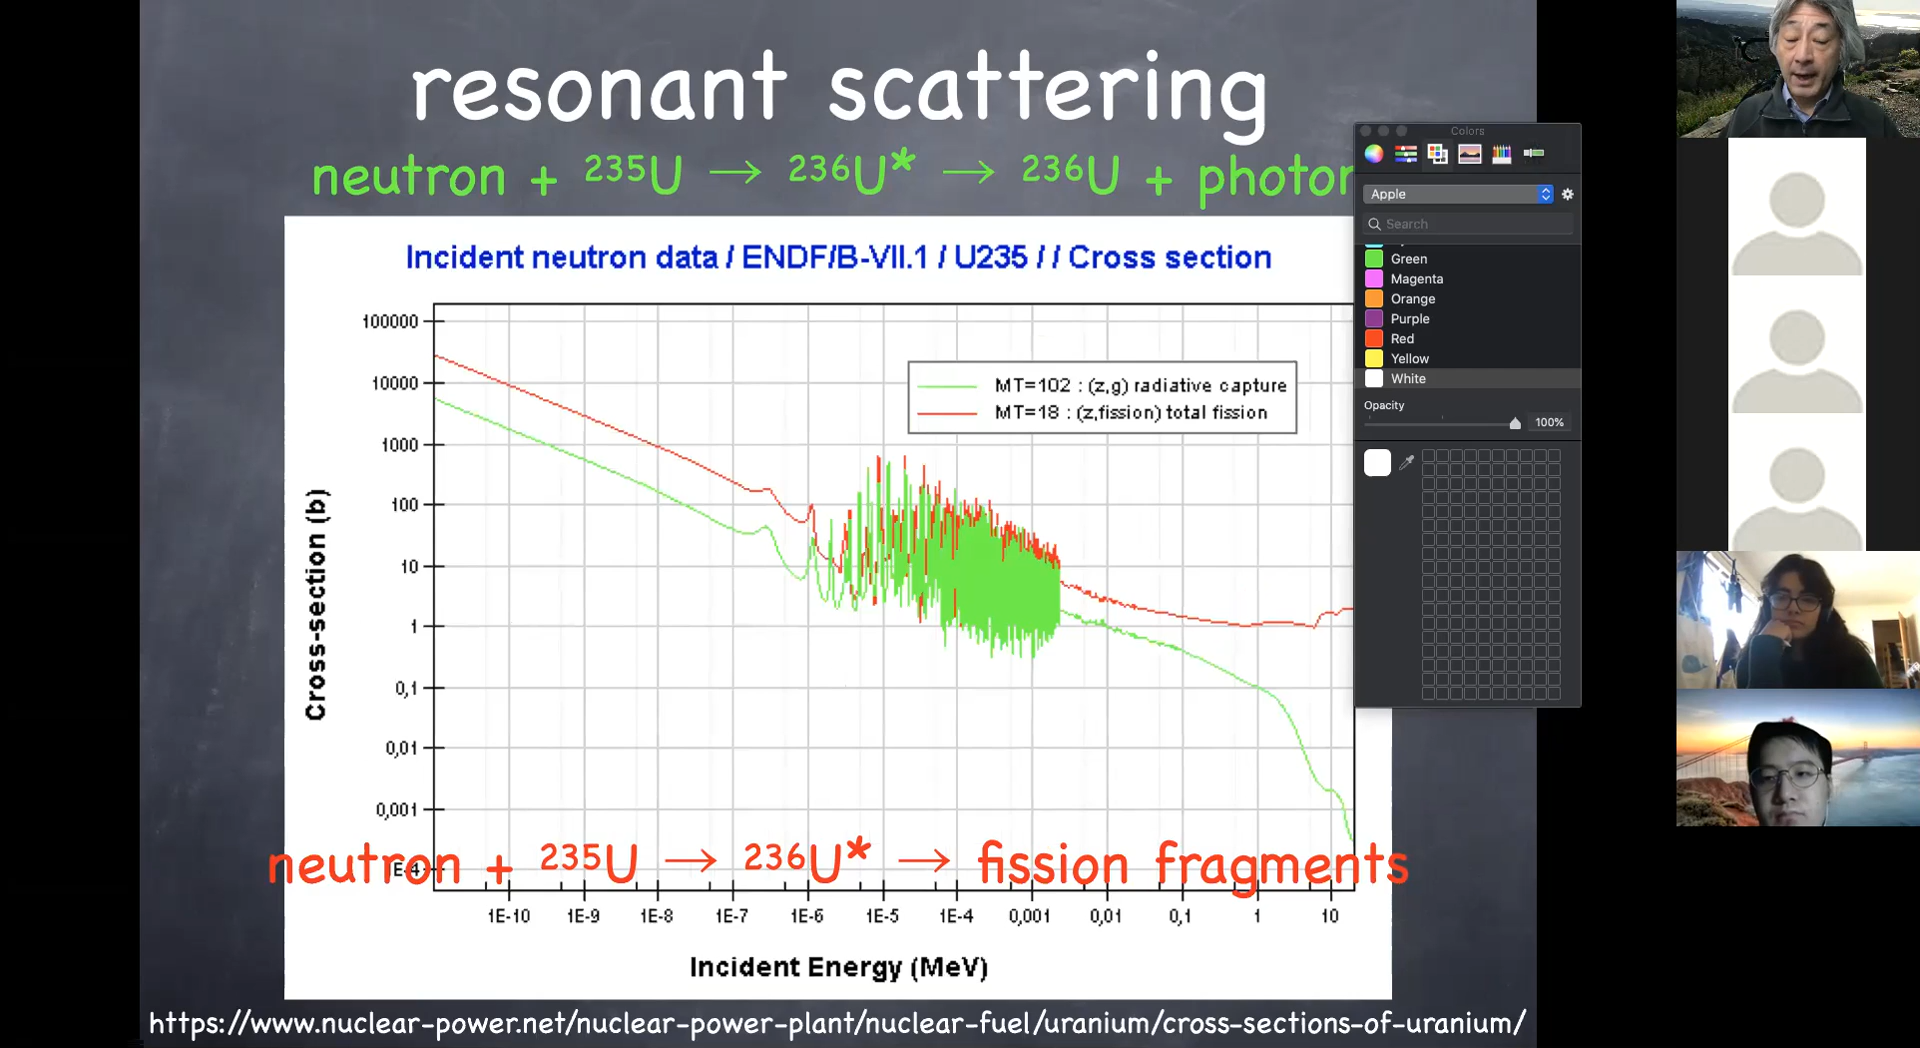 resonant scattering
neutron + ²³⁵U → ²³⁶U* → ²³⁶U + photon
Incident neutron data / ENDF/B-VII.1 / U235 / / Cross section
100000
10000
1000
100
10
1
0,1
0,01
0,001
E-4
Cross-section (b)
MT=102 : (z,g) radiative capture
MT=18 : (z,fission) total fission
neutron + ²³⁵U → ²³⁶U* → fission fragments
1E-10 1E-9 1E-8 1E-7 1E-6 1E-5 1E-4 0,001 0,01 0,1 1 10
Incident Energy (MeV)
https://www.nuclear-power.net/nuclear-power-plant/nuclear-fuel/uranium/cross-sections-of-uranium/
Colors
Apple
Search
Green
Magenta
Orange
Purple
Red
Yellow
White
Opacity
100%